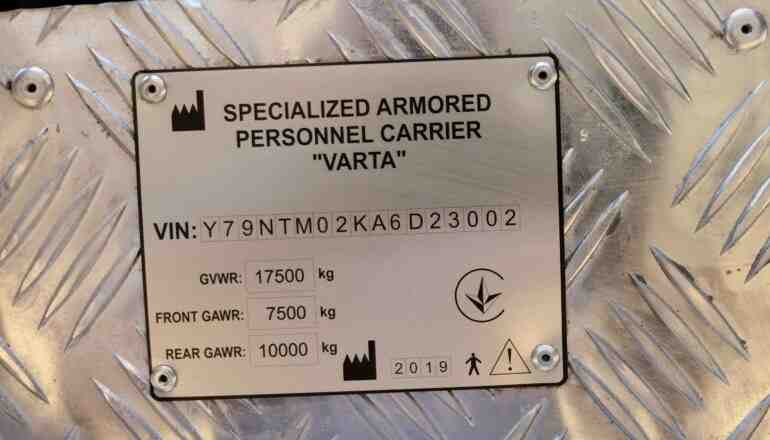 SPECIALIZED ARMORED
PERSONNEL CARRIER
"VARTA"
VIN: Y79NTM02KA6D23002
GVWR: 17500 kg
FRONT GAWR: 7500 kg
REAR GAWR: 10000 kg
2019